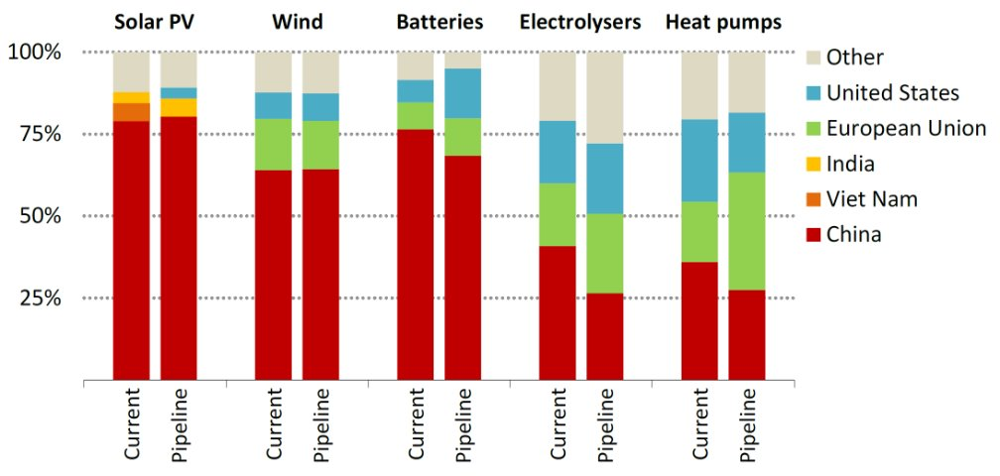 Solar PV Wind Batteries Electrolysers Heat pumps
100%
75%
50%
25%
Current Pipeline Current Pipeline Current Pipeline Current Pipeline Current Pipeline
Other
United States
European Union
India
Viet Nam
China